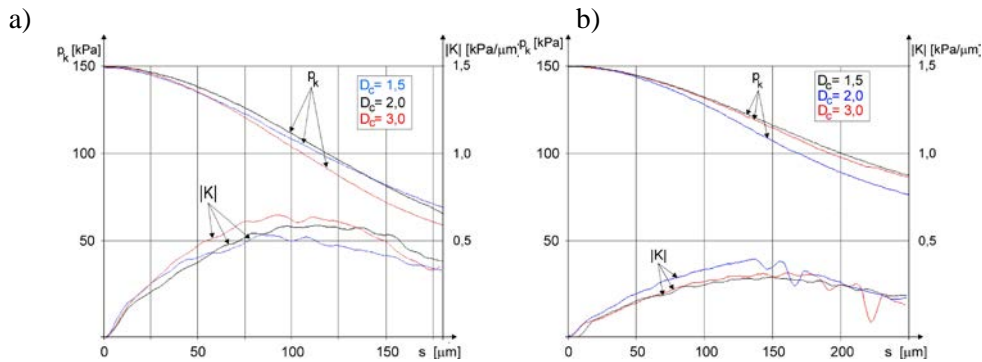 a)
p_k [kPa]
|K| [kPa/μm]
150
100
50
1,5
1,0
0,5
p_k
D_c= 1,5
D_c= 2,0
D_c= 3,0
|K|
0 50 100 150 s [μm]
b)
p_k [kPa]
|K| [kPa/μm]
150
100
50
1,5
1,0
0,5
p_k
D_c= 1,5
D_c= 2,0
D_c= 3,0
|K|
0 50 100 150 200 s [μm]